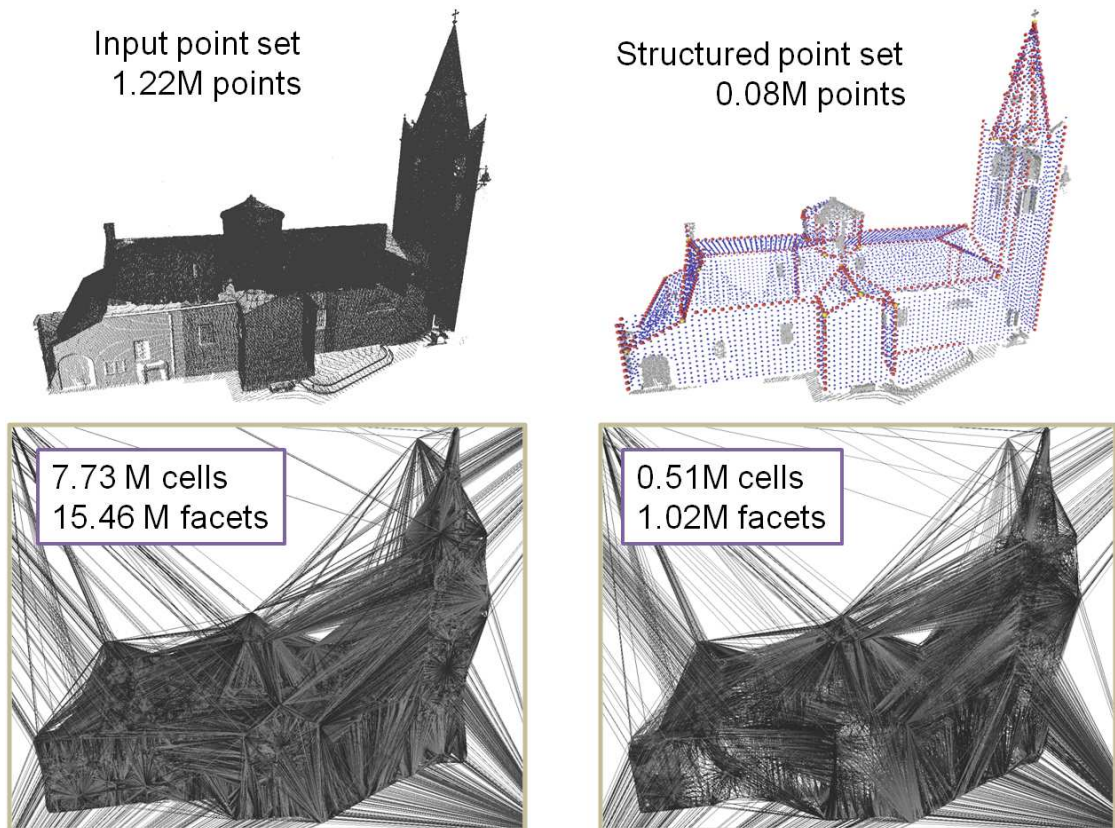 Input point set
1.22M points
Structured point set
0.08M points
7.73 M cells
15.46 M facets
0.51M cells
1.02M facets